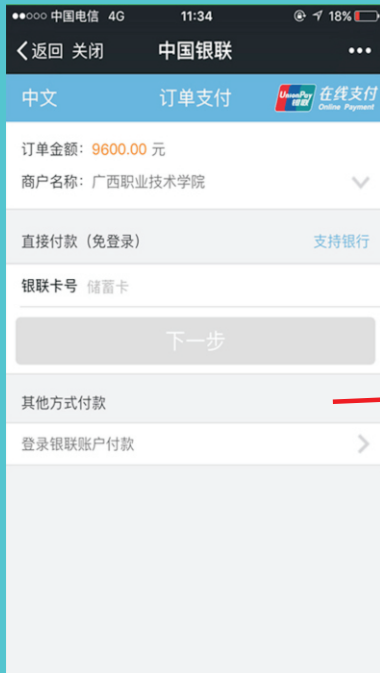 中国电信 4G 11:34 18%
返回 关闭 中国银联
中文 订单支付 UnionPay 银联 在线支付 Online Payment
订单金额：9600.00 元
商户名称：广西职业技术学院
直接付款（免登录） 支持银行
银联卡号 储蓄卡
下一步
其他方式付款
登录银联账户付款